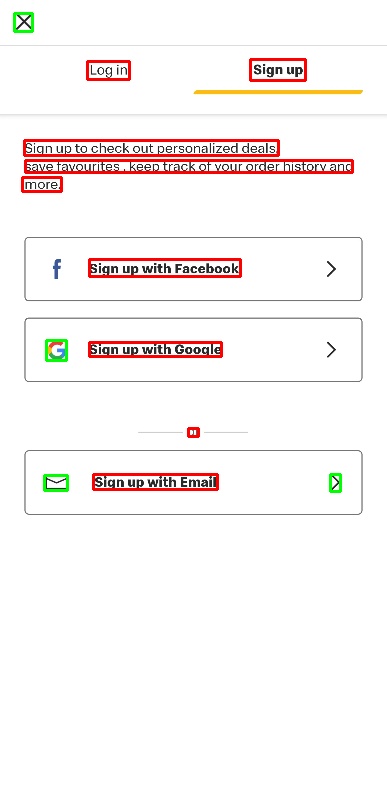 Log in
Sign up
Sign up to check out personalized deals,
save favourites , keep track of your order history and
more.
Sign up with Facebook
Sign up with Google
Sign up with Email